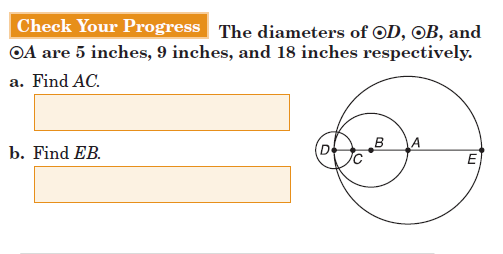 Check Your Progress The diameters of ⊙D, ⊙B, and
⊙A are 5 inches, 9 inches, and 18 inches respectively.
a. Find AC.
b. Find EB.
D
C
B
A
E